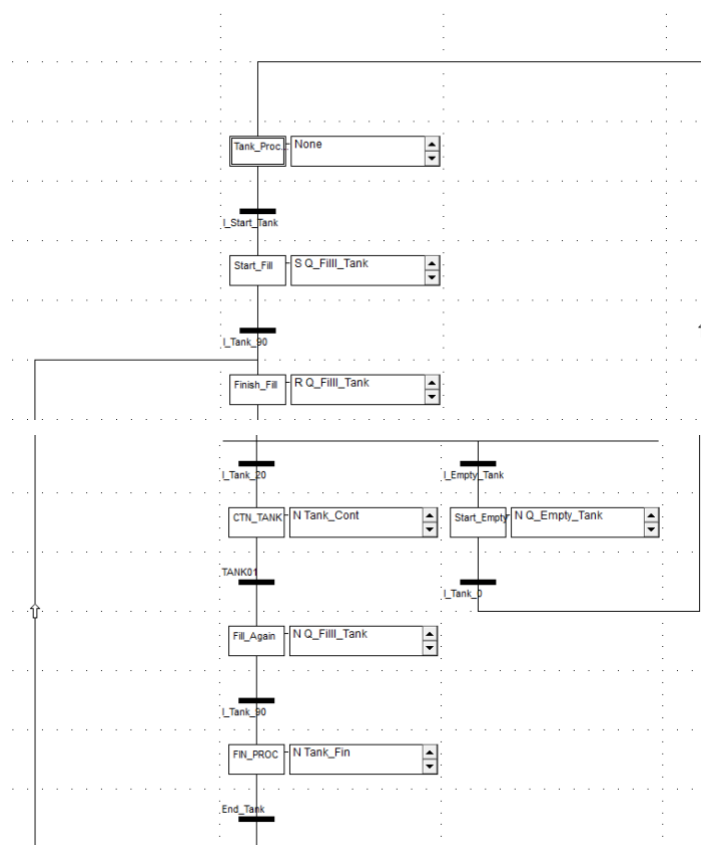 Tank_Proc..
None
I_Start_Tank
Start_Fill
S Q_Filll_Tank
I_Tank_90
Finish_Fill
R Q_Filll_Tank
I_Tank_20
I_Empty_Tank
CTN_TANK
N Tank_Cont
Start_Empty
N Q_Empty_Tank
TANK01
I_Tank_0
Fill_Again
N Q_Filll_Tank
I_Tank_90
FIN_PROC
N Tank_Fin
End_Tank